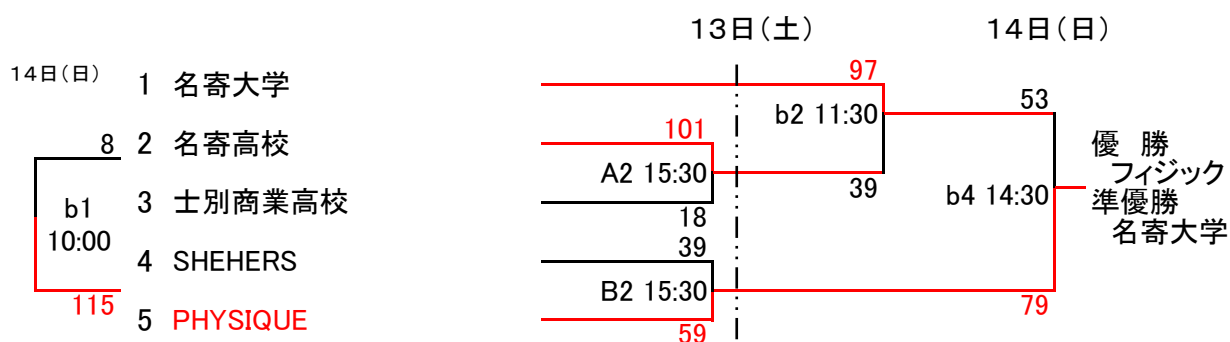 13日(土) 14日(日)
14日(日)
1 名寄大学
97
53
8 2 名寄高校
101
b2 11:30
優 勝
フィジック
A2 15:30
b1
10:00
3 士別商業高校
18
39
b4 14:30
準優勝
名寄大学
4 SHEHERS
39
B2 15:30
115
5 PHYSIQUE
59
79